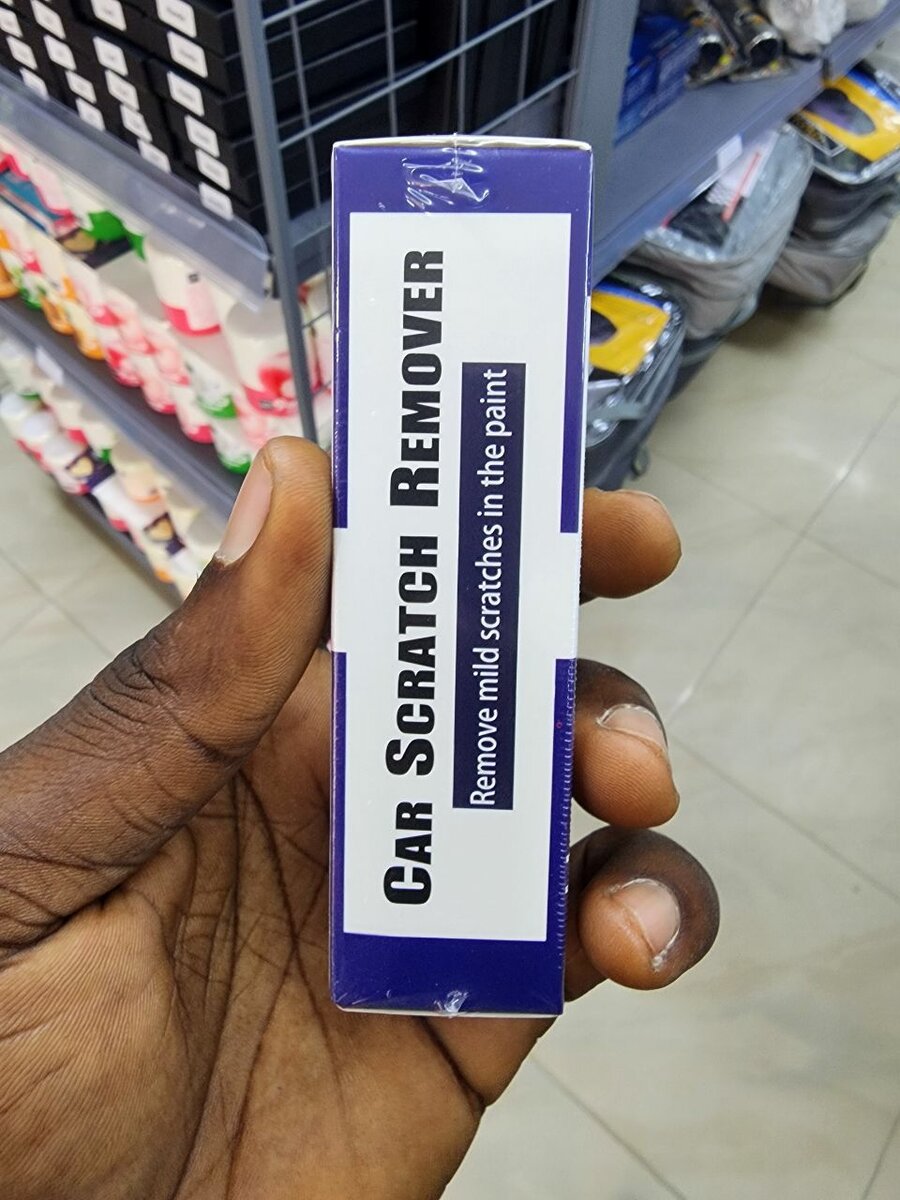 CAR SCRATCH REMOVER
Remove mild scratches in the paint